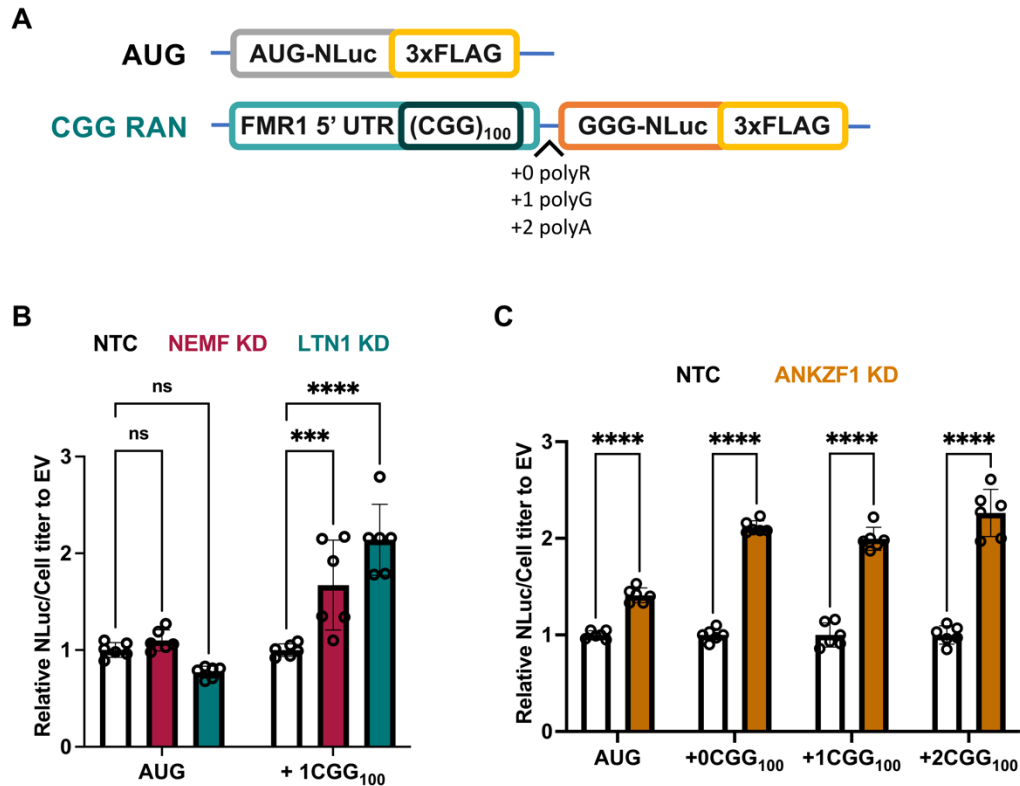 A
AUG
AUG-NLuc
3xFLAG
CGG RAN
FMR1 5’ UTR
(CGG)₁₀₀
GGG-NLuc
3xFLAG
+0 polyR
+1 polyG
+2 polyA
B
NTC NEMF KD LTN1 KD
ns
ns
****
***
Relative NLuc/Cell titer to EV
3
2
1
0
AUG
+ 1CGG₁₀₀
C
NTC ANKZF1 KD
**** **** **** ****
Relative NLuc/Cell titer to EV
3
2
1
0
AUG
+0CGG₁₀₀
+1CGG₁₀₀
+2CGG₁₀₀